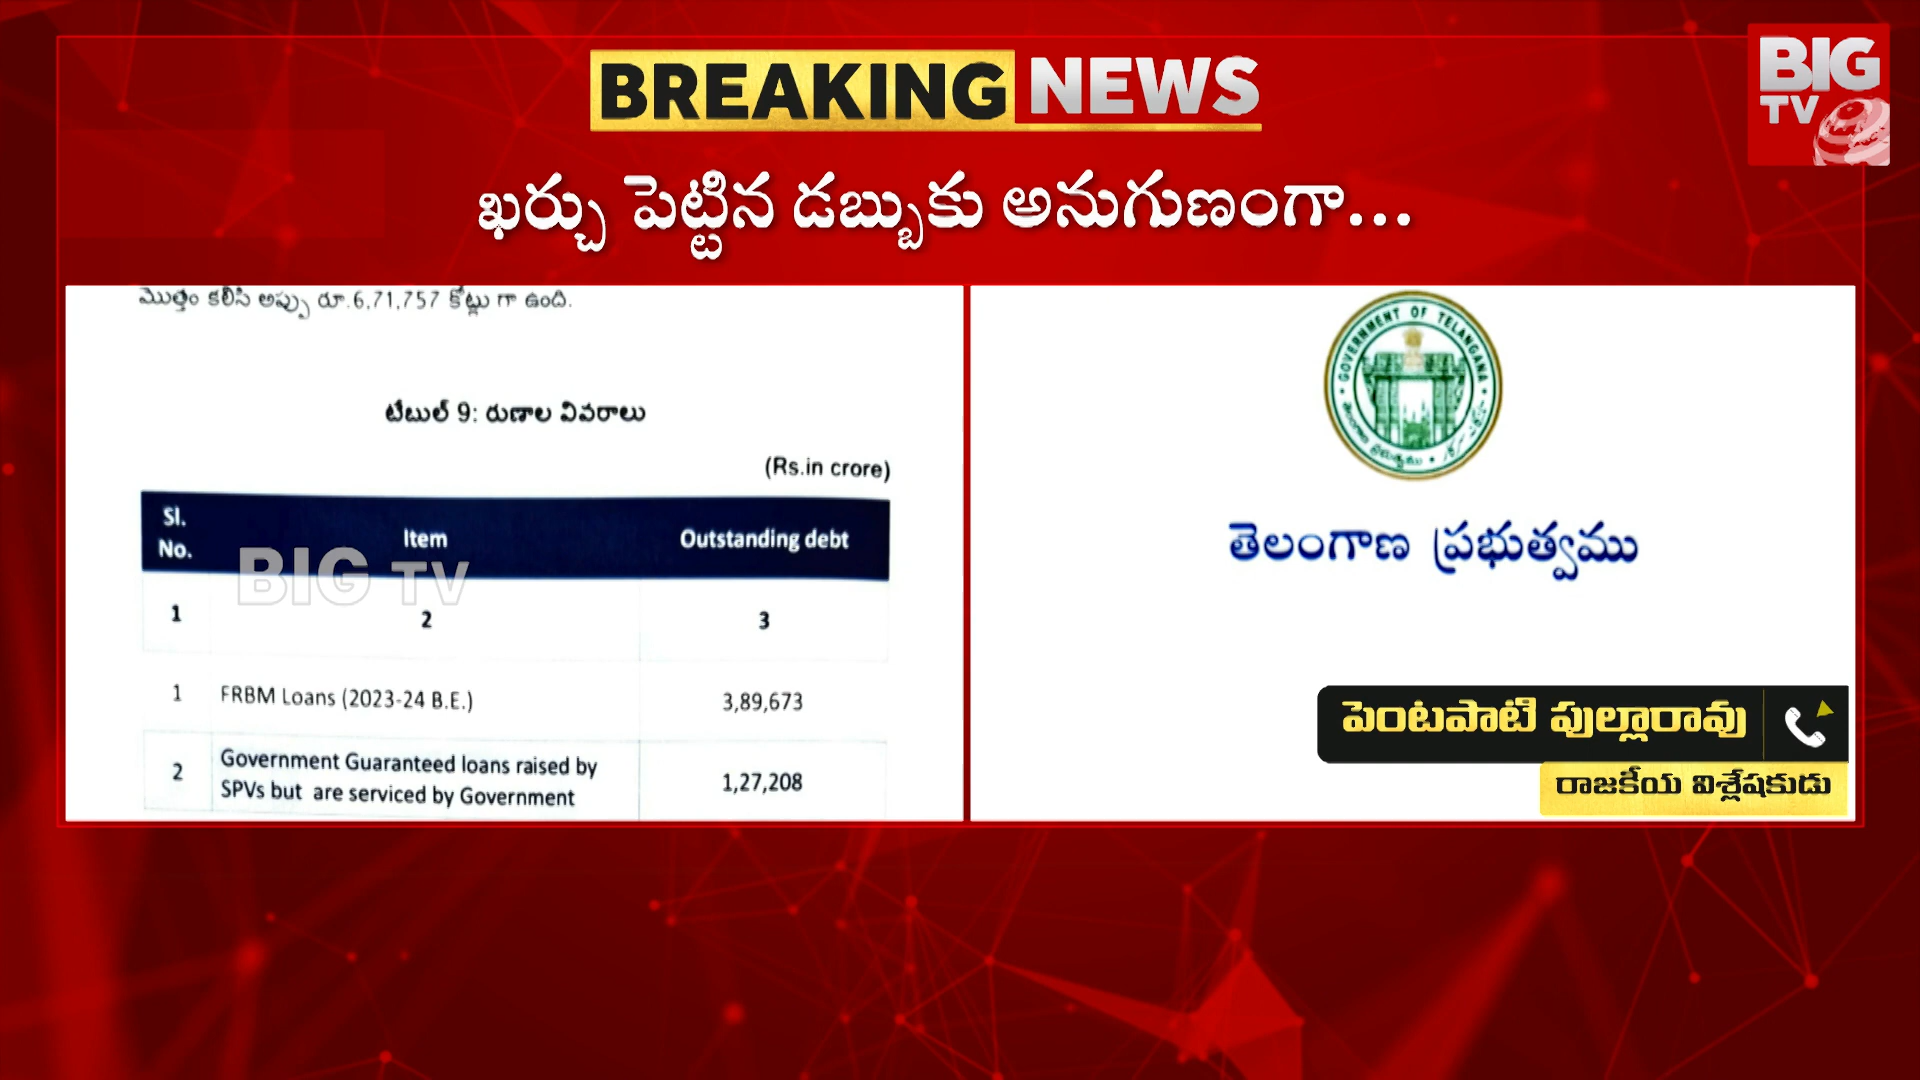 BREAKING NEWS
BIG
TV
ఖర్చు పెట్టిన డబ్బుకు అనుగుణంగా...
మొత్తం కలిసి అప్పు రూ.6,71,757 కోట్లు గా ఉంది.
టేబుల్ 9: రుణాల వివరాలు
(Rs.in crore)
Sl. No. Item Outstanding debt
1 2 3
1 FRBM Loans (2023-24 B.E.) 3,89,673
2 Government Guaranteed loans raised by SPVs but are serviced by Government 1,27,208
BIG TV
GOVERNMENT OF TELANGANA
తెలంగాణ ప్రభుత్వము
తెలంగాణ ప్రభుత్వము
పెంటపాటి పుల్లారావు
రాజకీయ విశ్లేషకుడు